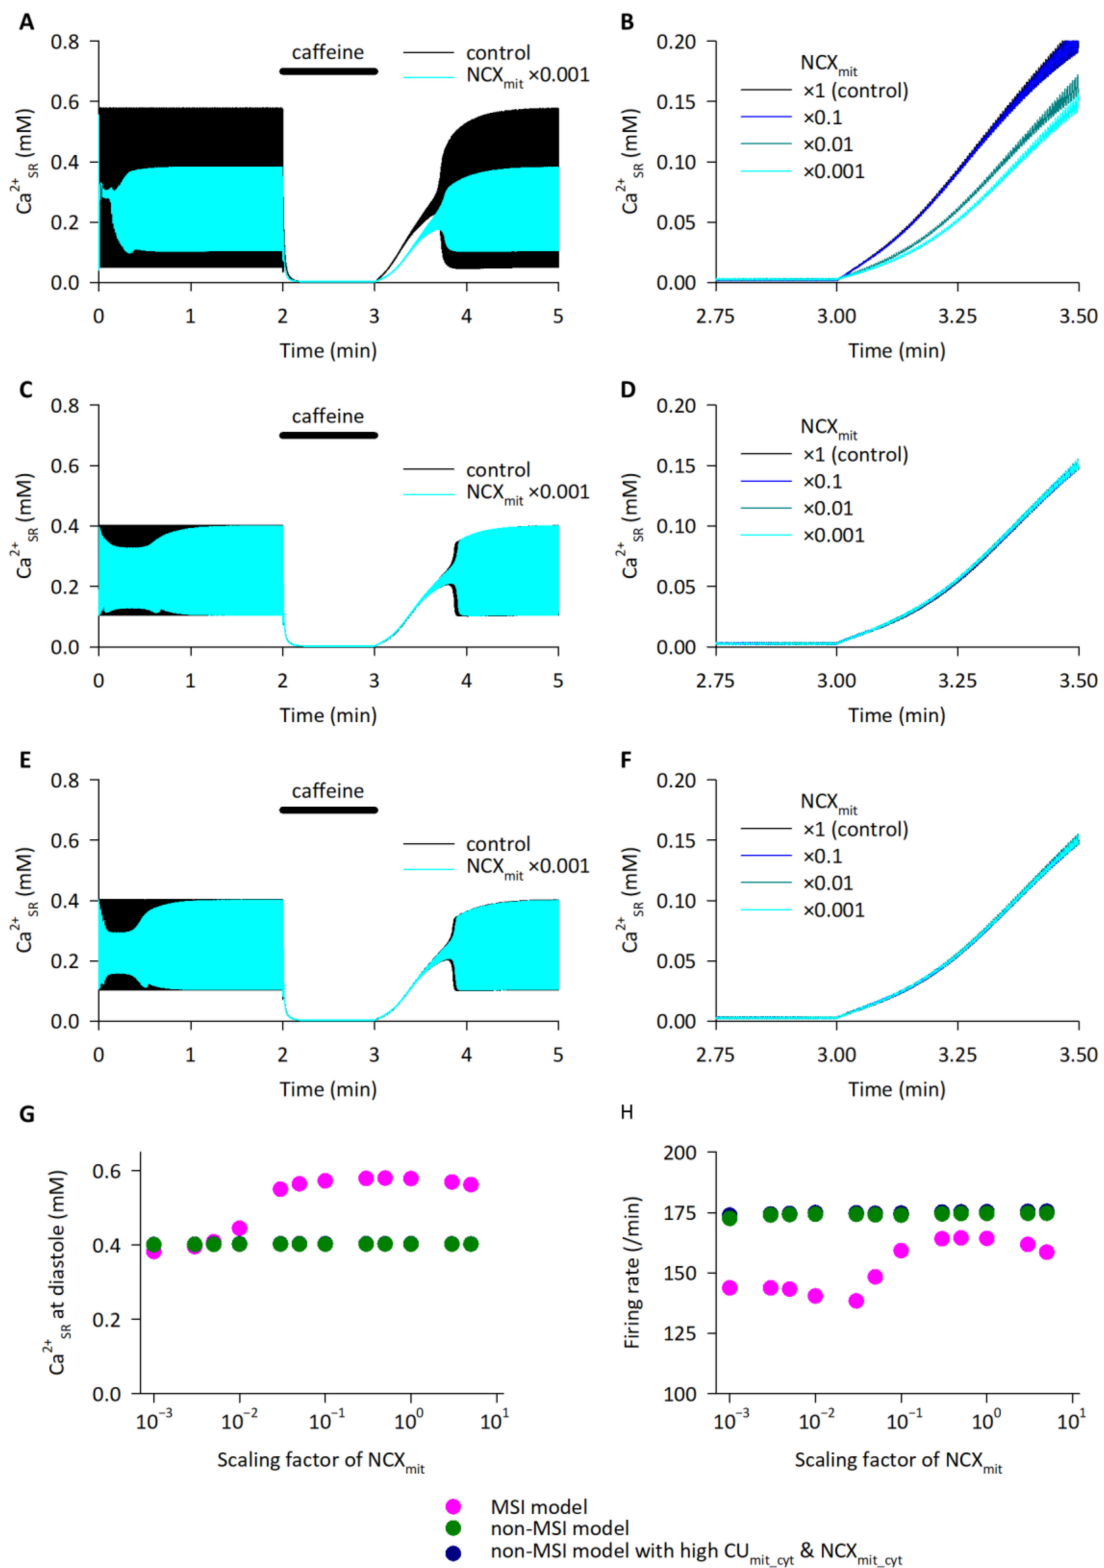 A
0.8
0.6
0.4
0.2
0.0
Ca²⁺SR (mM)
caffeine
control
NCXmit ×0.001
0 1 2 3 4 5
Time (min)
B
0.20
0.15
0.10
0.05
0.00
Ca²⁺SR (mM)
NCXmit
×1 (control)
×0.1
×0.01
×0.001
2.75 3.00 3.25 3.50
Time (min)
C
0.8
0.6
0.4
0.2
0.0
Ca²⁺SR (mM)
caffeine
control
NCXmit ×0.001
0 1 2 3 4 5
Time (min)
D
0.20
0.15
0.10
0.05
0.00
Ca²⁺SR (mM)
NCXmit
×1 (control)
×0.1
×0.01
×0.001
2.75 3.00 3.25 3.50
Time (min)
E
0.8
0.6
0.4
0.2
0.0
Ca²⁺SR (mM)
caffeine
control
NCXmit ×0.001
0 1 2 3 4 5
Time (min)
F
0.20
0.15
0.10
0.05
0.00
Ca²⁺SR (mM)
NCXmit
×1 (control)
×0.1
×0.01
×0.001
2.75 3.00 3.25 3.50
Time (min)
G
0.6
0.4
0.2
0.0
Ca²⁺SR at diastole (mM)
10⁻³ 10⁻² 10⁻¹ 10⁰ 10¹
Scaling factor of NCXmit
H
200
175
150
125
100
Firing rate (/min)
10⁻³ 10⁻² 10⁻¹ 10⁰ 10¹
Scaling factor of NCXmit
MSI model
non-MSI model
non-MSI model with high CUmit_cyt & NCXmit_cyt